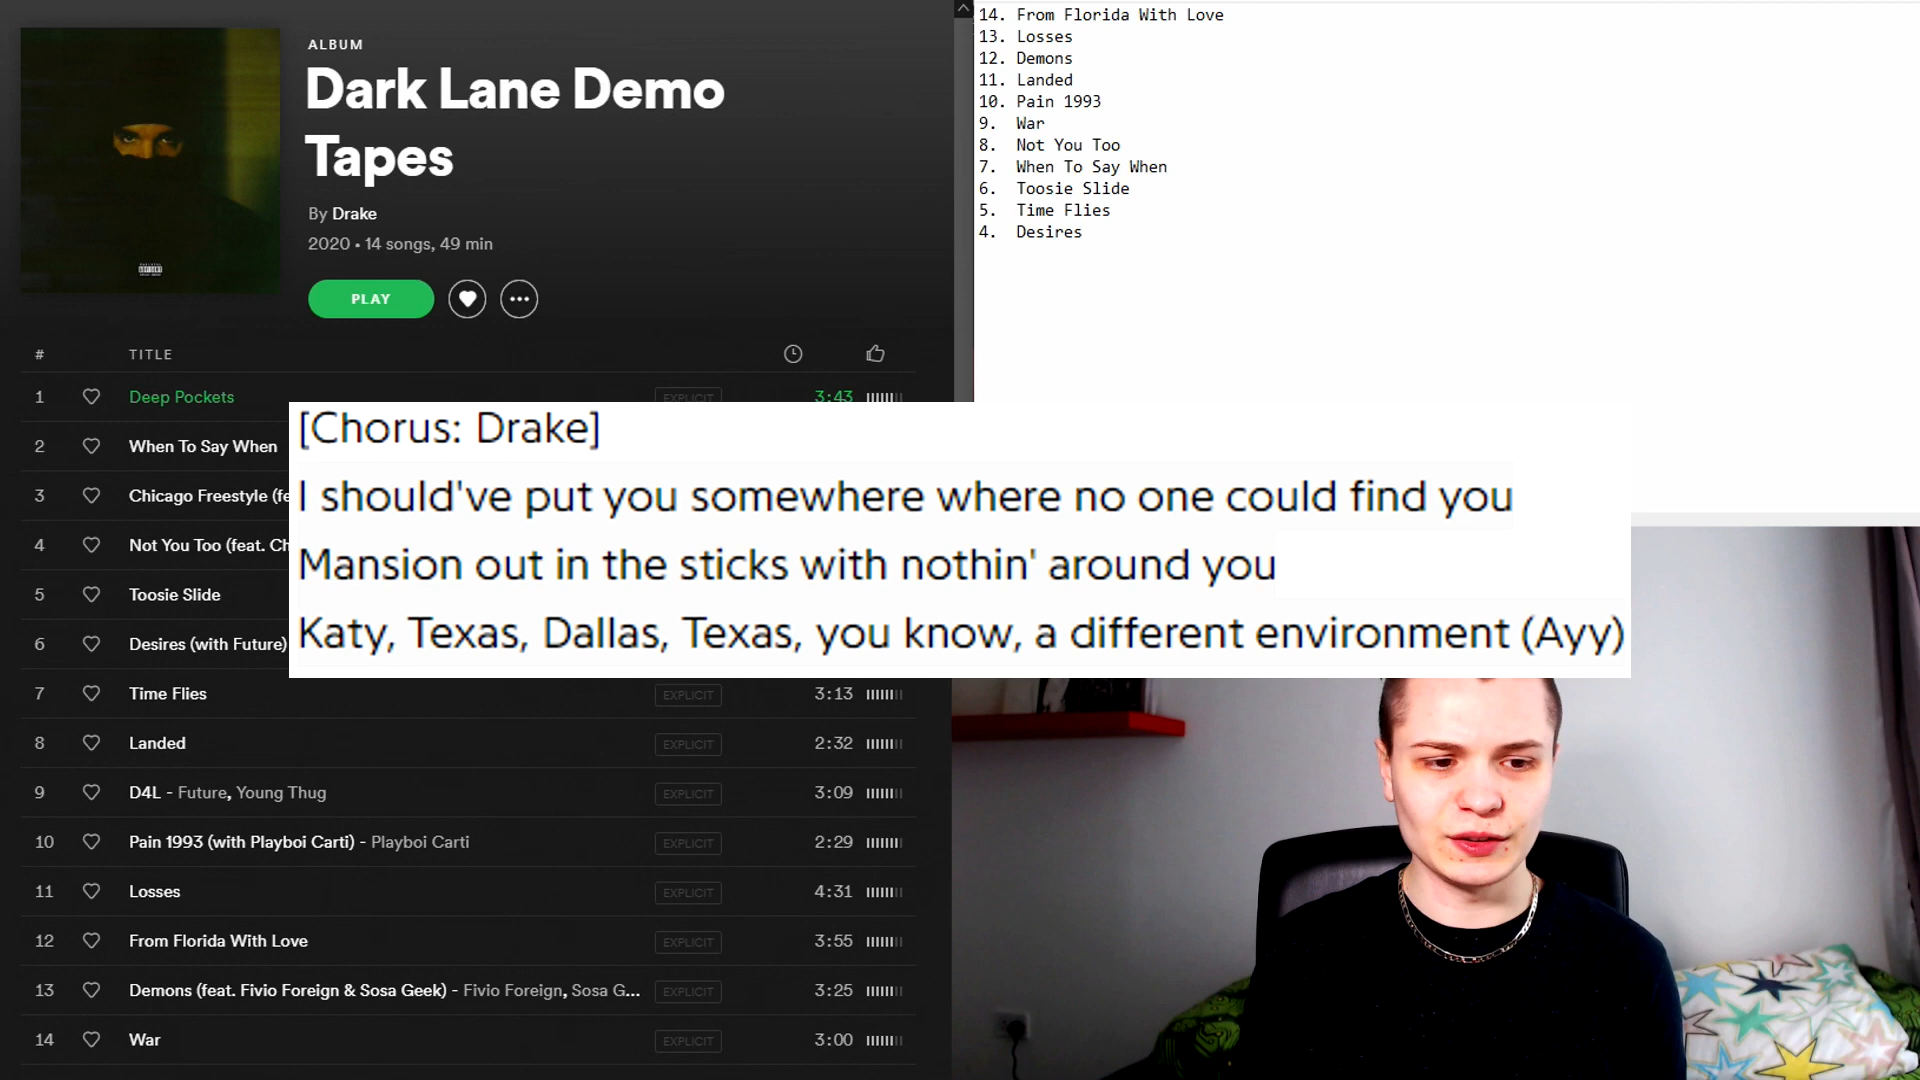 ALBUM
Dark Lane Demo
Tapes
By Drake
2020 • 14 songs, 49 min
PLAY
# TITLE
1 Deep Pockets EXPLICIT 3:43
2 When To Say When
3 Chicago Freestyle (fe
4 Not You Too (feat. Ch
5 Toosie Slide
6 Desires (with Future)
7 Time Flies EXPLICIT 3:13
8 Landed EXPLICIT 2:32
9 D4L - Future, Young Thug EXPLICIT 3:09
10 Pain 1993 (with Playboi Carti) - Playboi Carti EXPLICIT 2:29
11 Losses EXPLICIT 4:31
12 From Florida With Love EXPLICIT 3:55
13 Demons (feat. Fivio Foreign & Sosa Geek) - Fivio Foreign, Sosa G... EXPLICIT 3:25
14 War EXPLICIT 3:00
14. From Florida With Love
13. Losses
12. Demons
11. Landed
10. Pain 1993
9. War
8. Not You Too
7. When To Say When
6. Toosie Slide
5. Time Flies
4. Desires
[Chorus: Drake]
I should've put you somewhere where no one could find you
Mansion out in the sticks with nothin' around you
Katy, Texas, Dallas, Texas, you know, a different environment (Ayy)